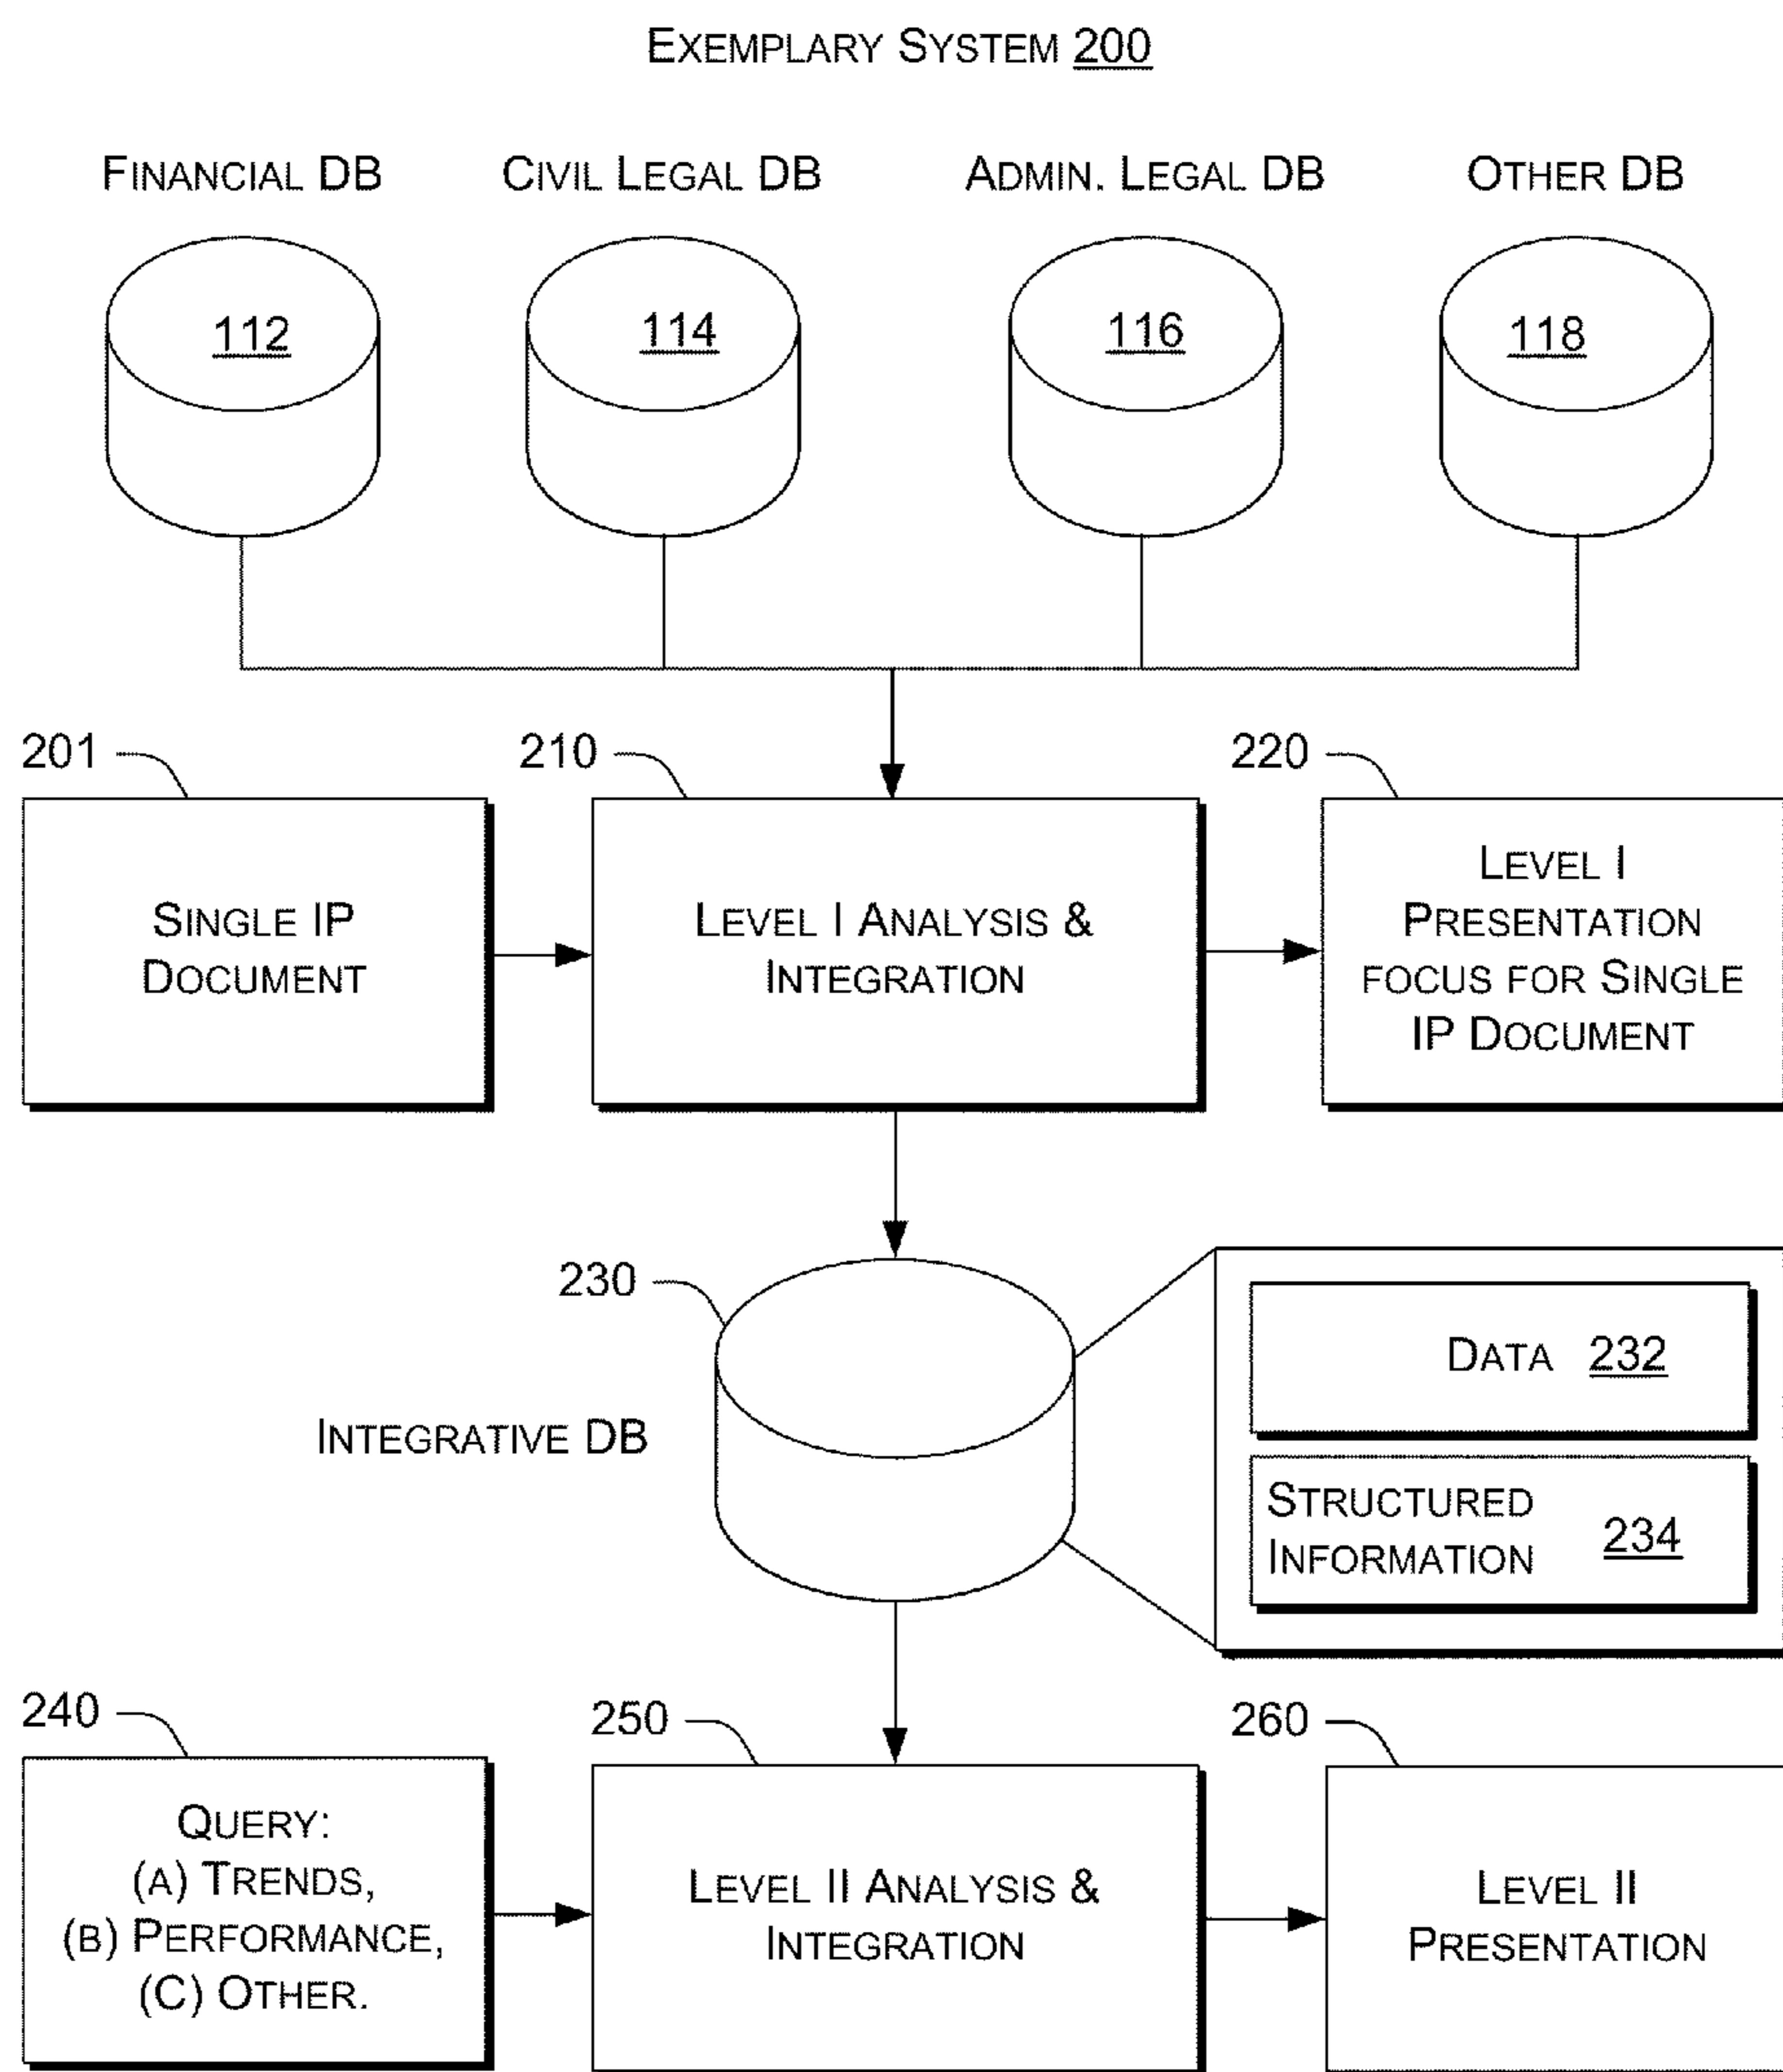 EXEMPLARY SYSTEM 200
FINANCIAL DB
CIVIL LEGAL DB
ADMIN. LEGAL DB
OTHER DB
112
114
116
118
201
210
220
SINGLE IP
DOCUMENT
LEVEL I ANALYSIS &
INTEGRATION
LEVEL I
PRESENTATION
FOCUS FOR SINGLE
IP DOCUMENT
230
INTEGRATIVE DB
DATA 232
STRUCTURED
INFORMATION
234
240
250
260
QUERY:
(A) TRENDS,
(B) PERFORMANCE,
(C) OTHER.
LEVEL II ANALYSIS &
INTEGRATION
LEVEL II
PRESENTATION